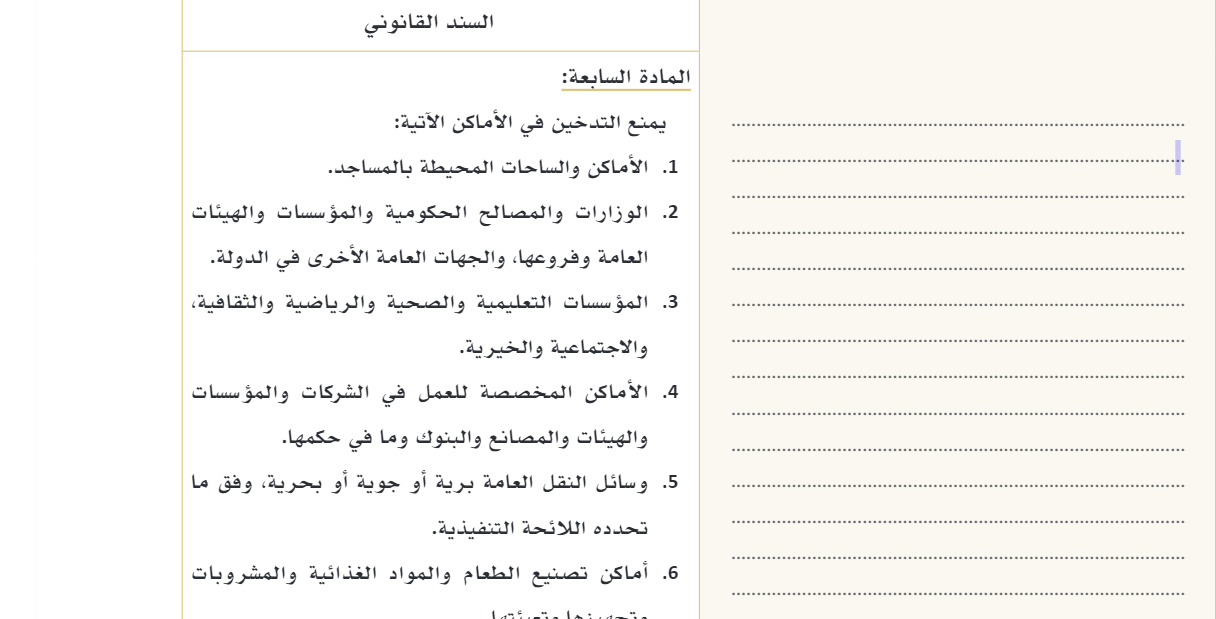 السند القانوني
المادة السابعة:
يمنع التدخين في الأماكن الآتية:
1. الأماكن والساحات المحيطة بالمساجد.
2. الوزارات والمصالح الحكومية والمؤسسات والهيئات
العامة وفروعها، والجهات العامة الأخرى في الدولة.
3. المؤسسات التعليمية والصحية والرياضية والثقافية،
والاجتماعية والخيرية.
4. الأماكن المخصصة للعمل في الشركات والمؤسسات
والهيئات والمصانع والبنوك وما في حكمها.
5. وسائل النقل العامة برية أو جوية أو بحرية، وفق ما
تحدده اللائحة التنفيذية.
6. أماكن تصنيع الطعام والمواد الغذائية والمشروبات